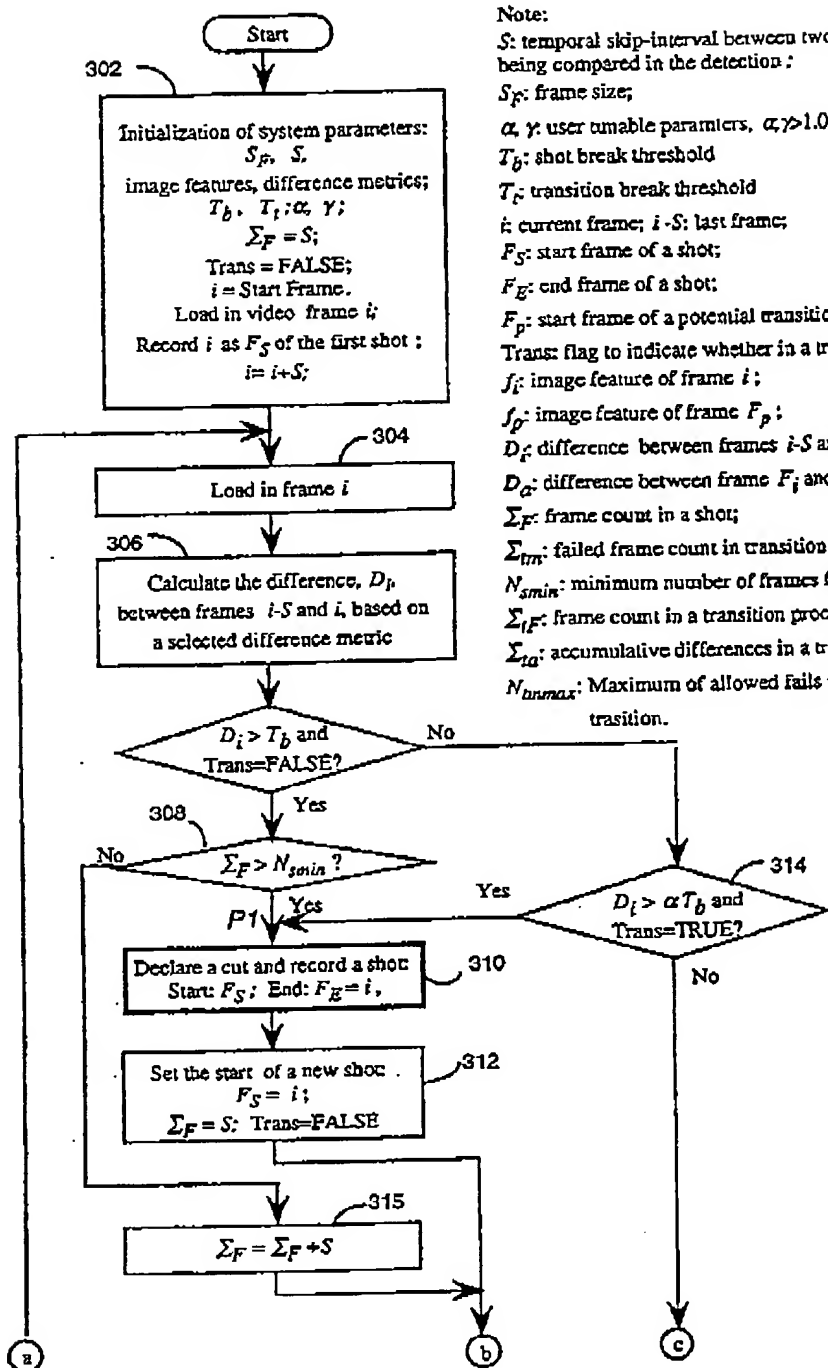 Start
302
Initialization of system parameters:
S_F, S,
image features, difference metrics;
T_b, T_t; α, γ;
Σ_F = S;
Trans = FALSE;
i = Start Frame.
Load in video frame i;
Record i as F_S of the first shot ;
i = i+S;
Note:
S: temporal skip-interval between two
being compared in the detection ;
S_F: frame size;
α, γ: user tunable paramters, α,γ>1.0
T_b: shot break threshold
T_t: transition break threshold
i: current frame; i -S: last frame;
F_S: start frame of a shot;
F_E: end frame of a shot;
F_p: start frame of a potential transitio
Trans: flag to indicate whether in a tr
f_i: image feature of frame i ;
f_p: image feature of frame F_p ;
D_i: difference between frames i-S a
D_a: difference between frame F_i and
Σ_F: frame count in a shot;
Σ_tm: failed frame count in transition
N_smin: minimum number of frames f
Σ_tF: frame count in a transition proc
Σ_ta: accumulative differences in a tr
Maximum of allowed fails
trasition.
304
Load in frame i
306
Calculate the difference, D_i,
between frames i-S and i, based on
a selected difference metric
D_i > T_b and
Trans=FALSE?
No
Yes
308
No
Σ_F > N_smin ?
P1
Yes
Yes
314
D_i > α T_b and
Trans=TRUE?
No
Declare a cut and record a shot:
Start: F_S; End: F_E = i,
310
Set the start of a new shot: .
F_S = i ;
Σ_F = S; Trans=FALSE
312
315
Σ_F = Σ_F +S
a
b
c